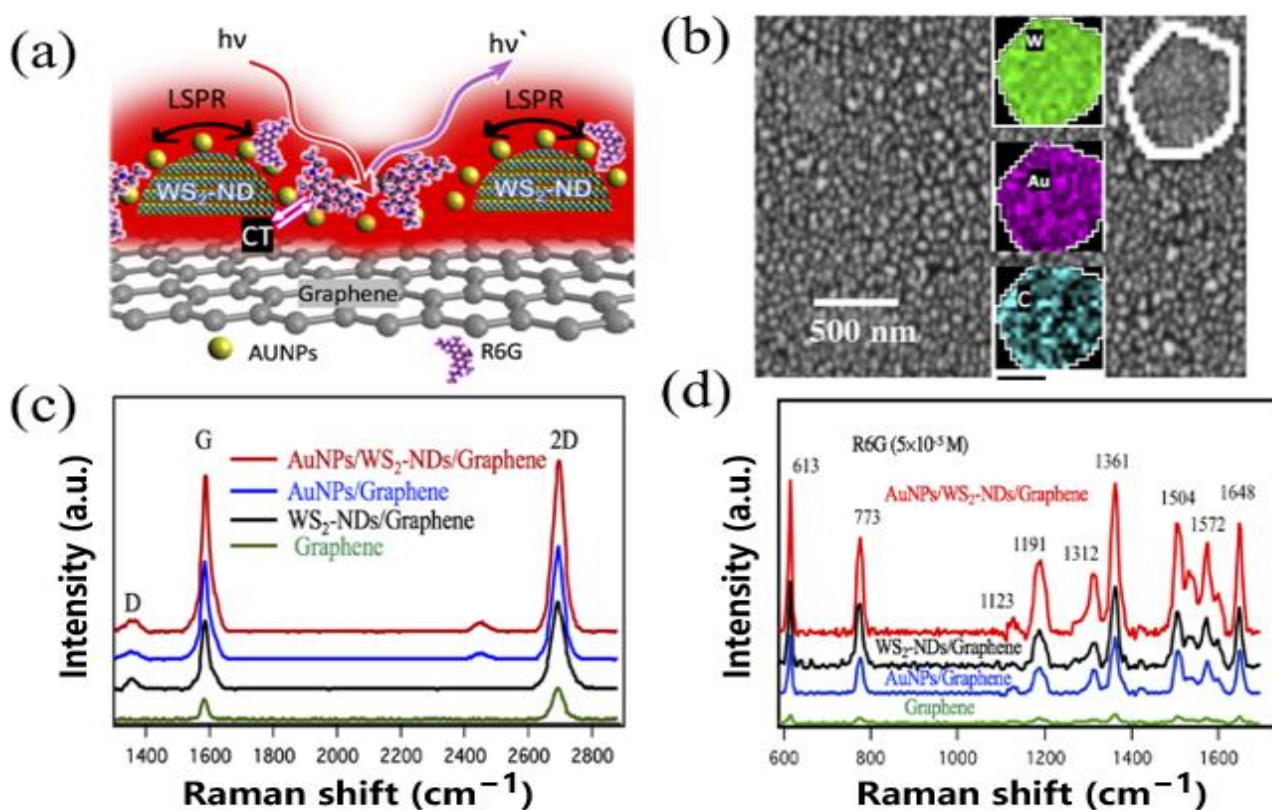 (a)
hν
hν`
LSPR
LSPR
WS₂-ND
WS₂-ND
CT
Graphene
AUNPs
R6G
(b)
W
Au
C
500 nm
(c)
Intensity (a.u.)
G
2D
D
AuNPs/WS₂-NDs/Graphene
AuNPs/Graphene
WS₂-NDs/Graphene
Graphene
1400 1600 1800 2000 2200 2400 2600 2800
Raman shift (cm⁻¹)
(d)
Intensity (a.u.)
R6G (5×10⁻⁵ M)
AuNPs/WS₂-NDs/Graphene
613
773
1123
1191
1312
1361
1504
1572
1648
WS₂-NDs/Graphene
AuNPs/Graphene
Graphene
600 800 1000 1200 1400 1600
Raman shift (cm⁻¹)